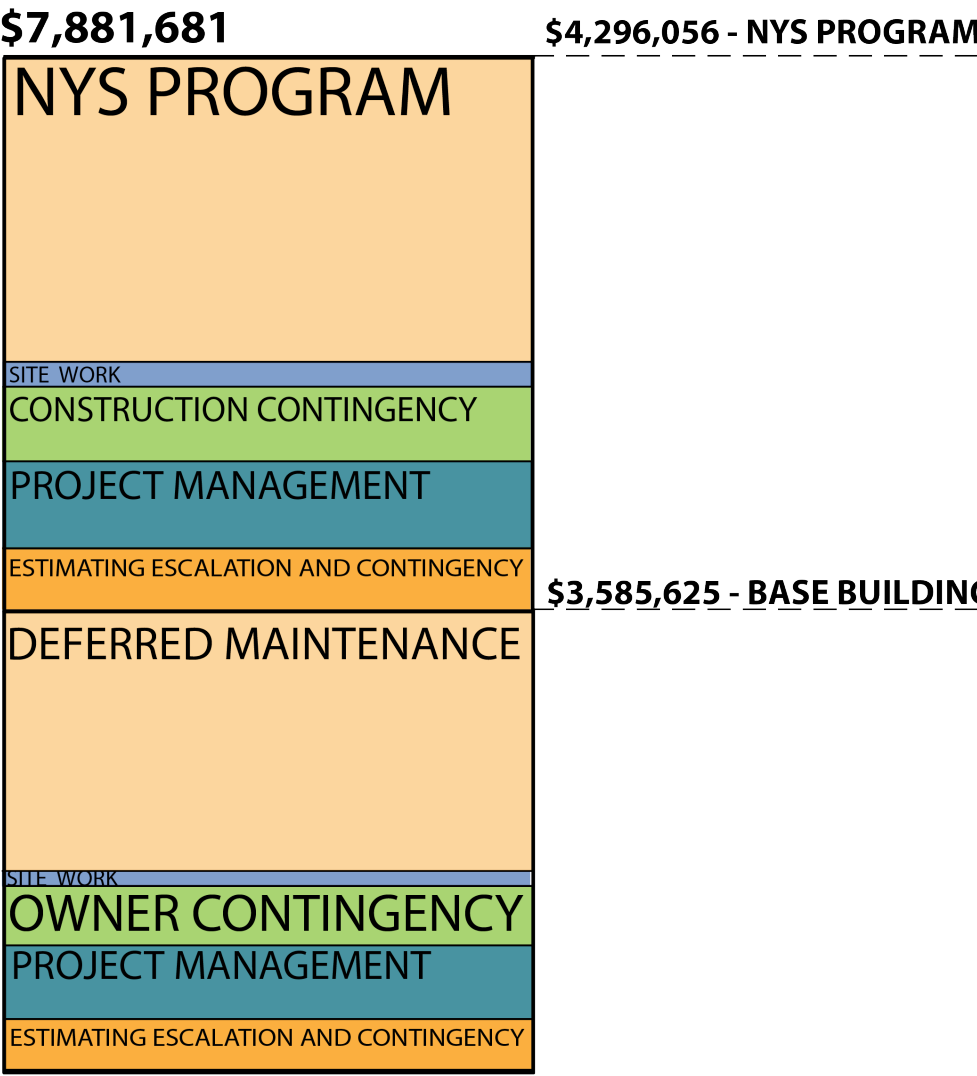 $7,881,681
$4,296,056 - NYS PROGRAM
NYS PROGRAM
SITE WORK
CONSTRUCTION CONTINGENCY
PROJECT MANAGEMENT
ESTIMATING ESCALATION AND CONTINGENCY
$3,585,625 - BASE BUILDING
DEFERRED MAINTENANCE
SITE WORK
OWNER CONTINGENCY
PROJECT MANAGEMENT
ESTIMATING ESCALATION AND CONTINGENCY